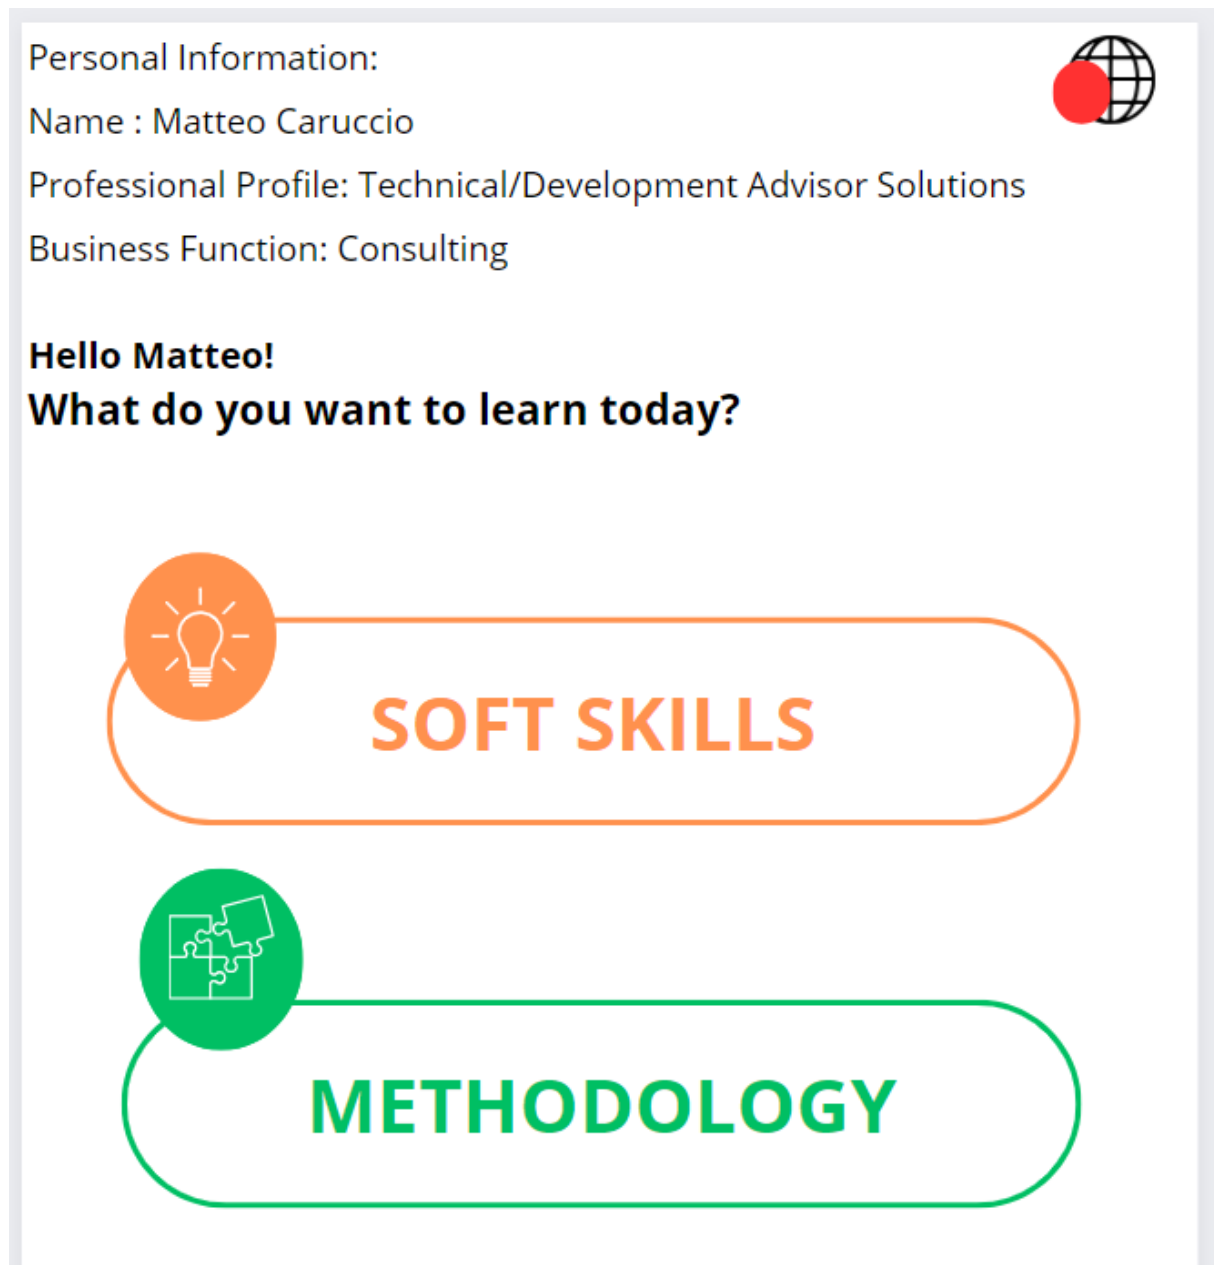 Personal Information:
Name : Matteo Caruccio
Professional Profile: Technical/Development Advisor Solutions
Business Function: Consulting
Hello Matteo!
What do you want to learn today?
SOFT SKILLS
METHODOLOGY